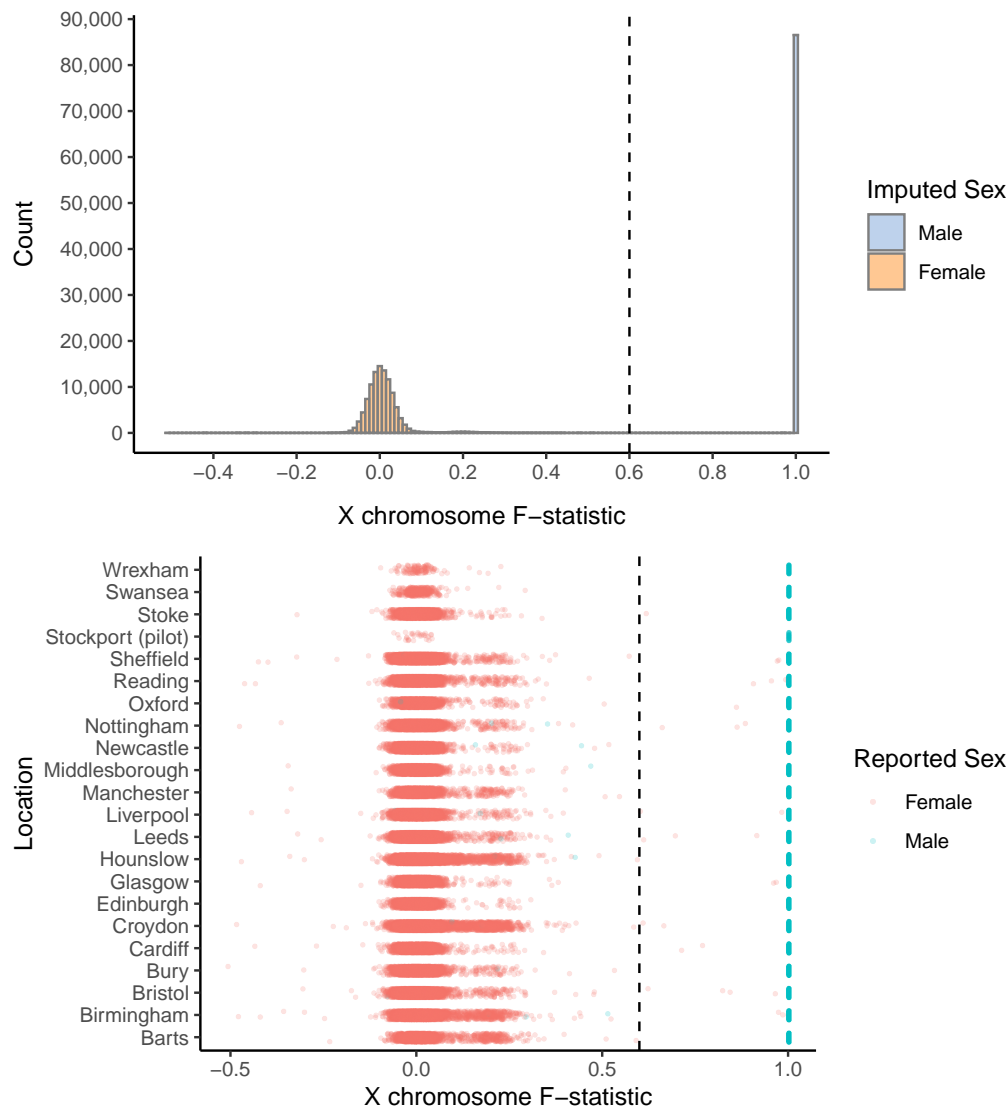 90,000
80,000
70,000
60,000
50,000
40,000
30,000
20,000
10,000
0
Count
−0.4 −0.2 0.0 0.2 0.4 0.6 0.8 1.0
X chromosome F−statistic
Imputed Sex
Male
Female
Wrexham
Swansea
Stoke
Stockport (pilot)
Sheffield
Reading
Oxford
Nottingham
Newcastle
Middlesborough
Manchester
Liverpool
Leeds
Hounslow
Glasgow
Edinburgh
Croydon
Cardiff
Bury
Bristol
Birmingham
Barts
Location
−0.5 0.0 0.5 1.0
X chromosome F−statistic
Reported Sex
Female
Male